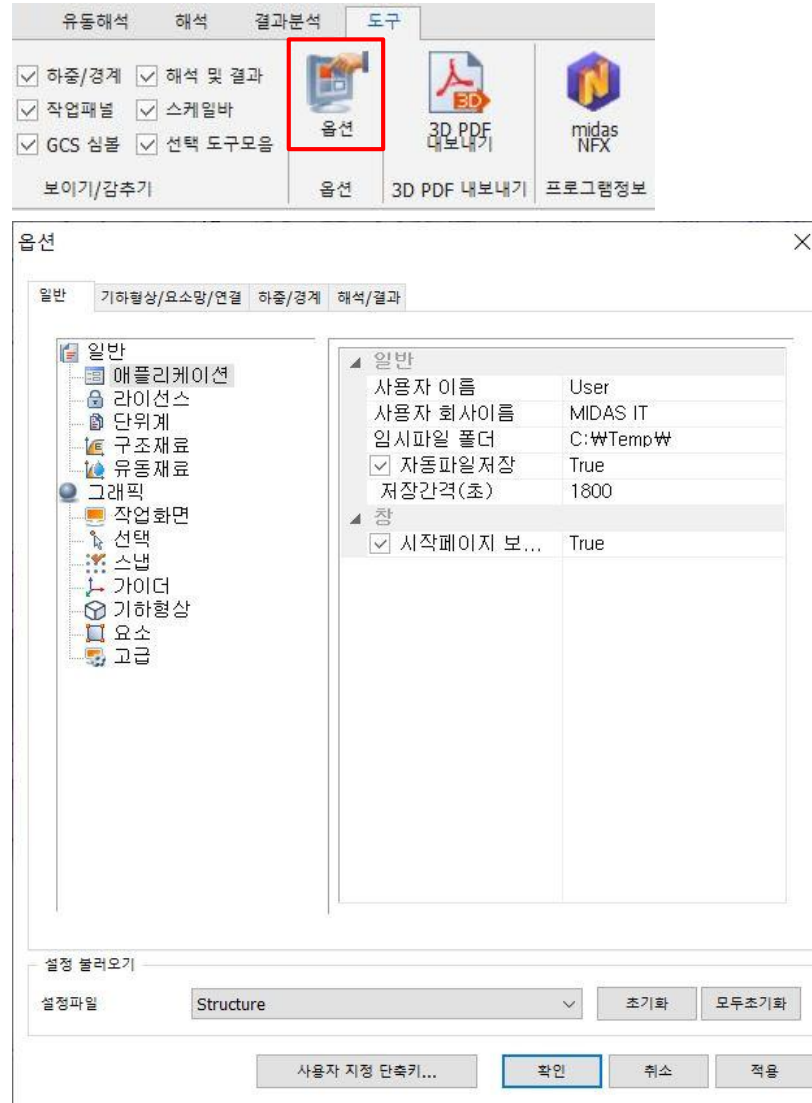 유동해석 해석 결과분석 도구
하중/경계 해석 및 결과
작업패널 스케일바
GCS 심볼 선택 도구모음
옵션
3D PDF
내보내기
midas
NFX
3D
보이기/감추기 옵션 3D PDF 내보내기 프로그램정보
옵션
일반 기하형상/요소망/연결 하중/경계 해석/결과
일반
애플리케이션
라이선스
단위계
구조재료
유동재료
그래픽
작업화면
선택
스냅
가이더
기하형상
요소
고급
일반
사용자 이름 User
사용자 회사이름 MIDAS IT
임시파일 폴더 C:₩Temp₩
자동파일저장 True
저장간격(초) 1800
창
시작페이지 보... True
설정 불러오기
설정파일 Structure 초기화 모두초기화
사용자 지정 단축키... 확인 취소 적용